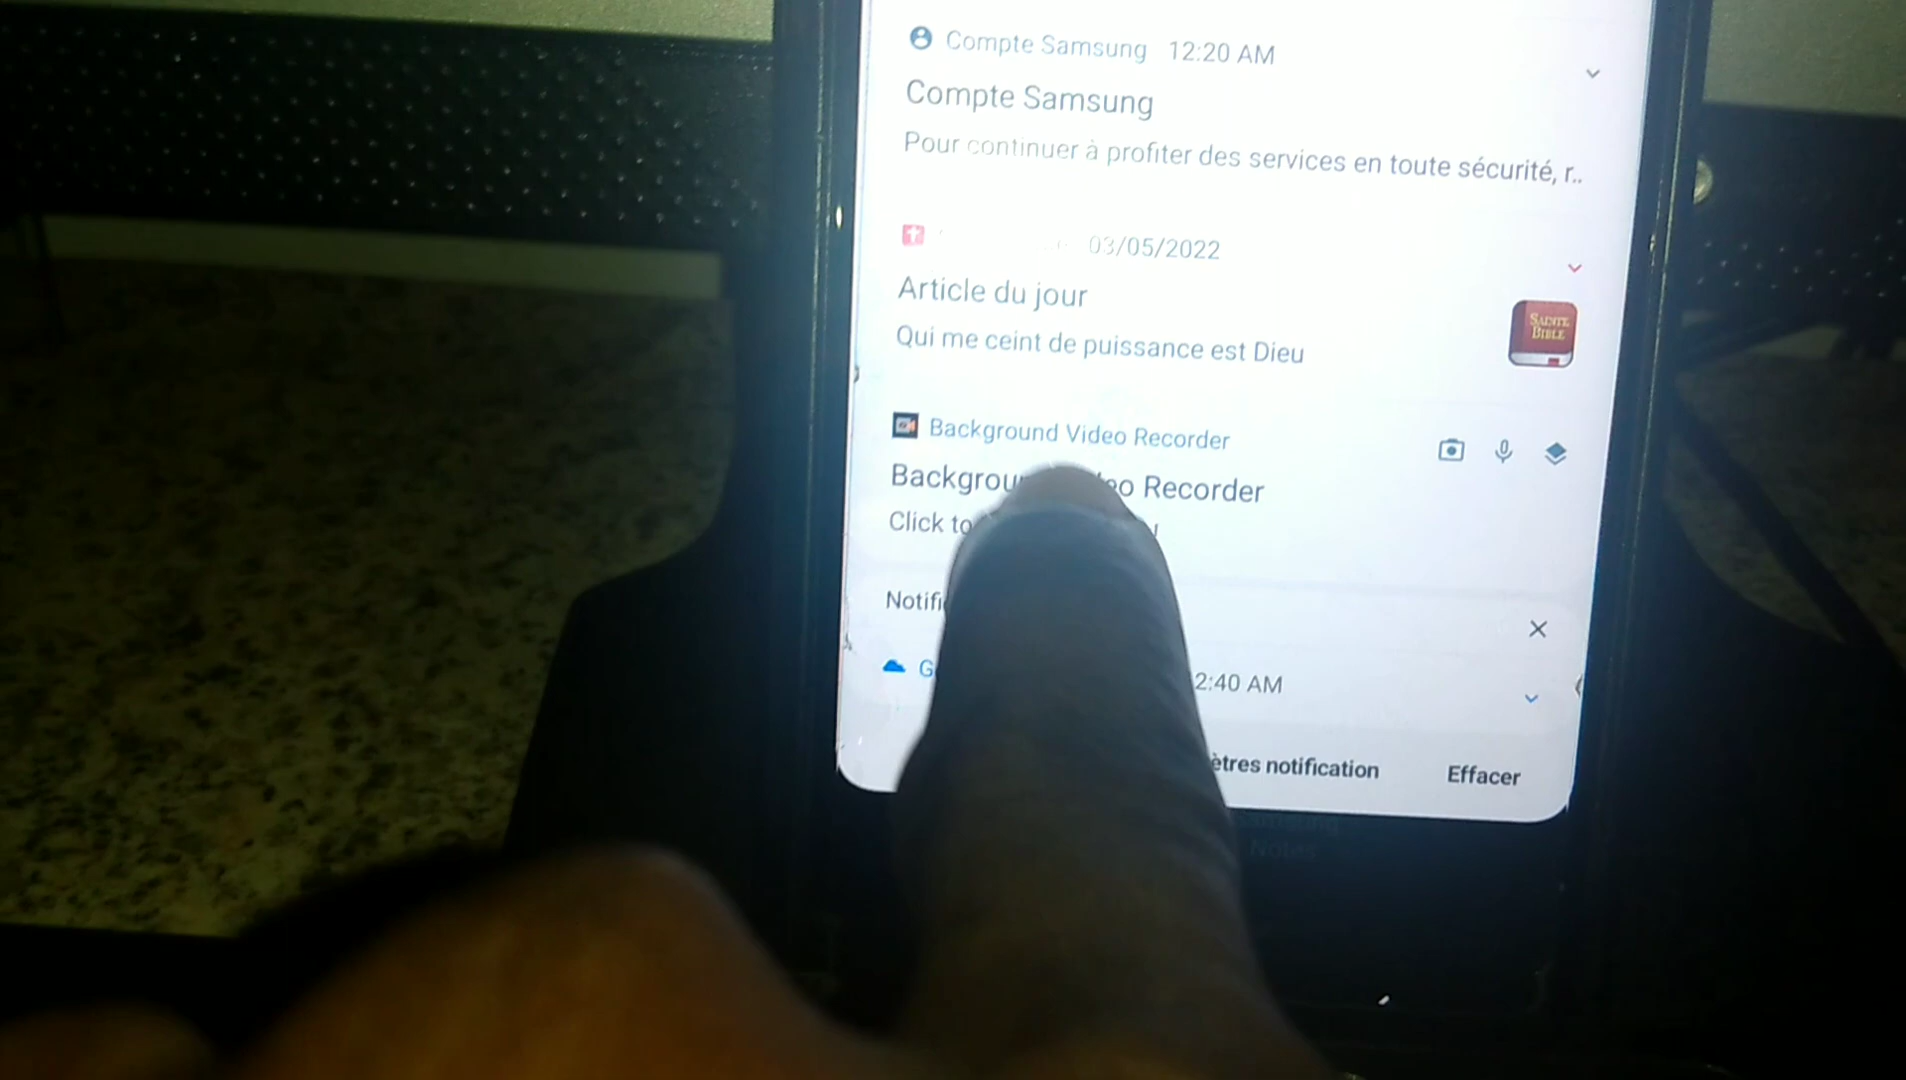 Compte Samsung 12:20 AM
Compte Samsung
Pour continuer à profiter des services en toute sécurité, r..
03/05/2022
Article du jour
Qui me ceint de puissance est Dieu
SAINTE
BIBLE
Background Video Recorder
Recorder
Click to
2:40 AM
notification Effacer
Notes